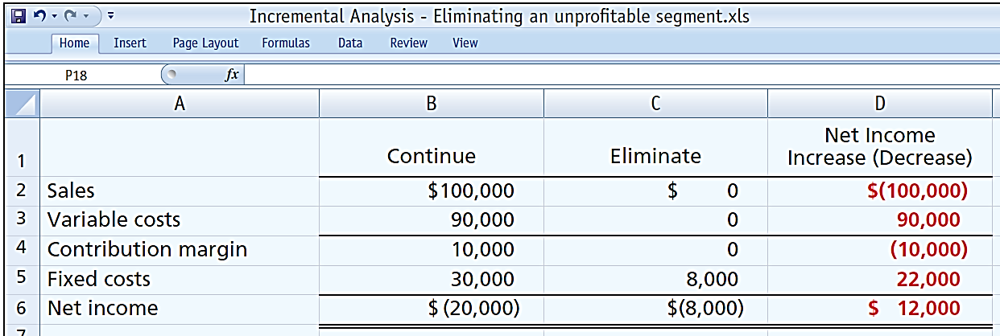 Incremental Analysis - Eliminating an unprofitable segment.xls
Home Insert Page Layout Formulas Data Review View
P18 fx
A B C D
1 Continue Eliminate Net Income
Increase (Decrease)
2 Sales $100,000 $ 0 $(100,000)
3 Variable costs 90,000 0 90,000
4 Contribution margin 10,000 0 (10,000)
5 Fixed costs 30,000 8,000 22,000
6 Net income $(20,000) $(8,000) $ 12,000
7